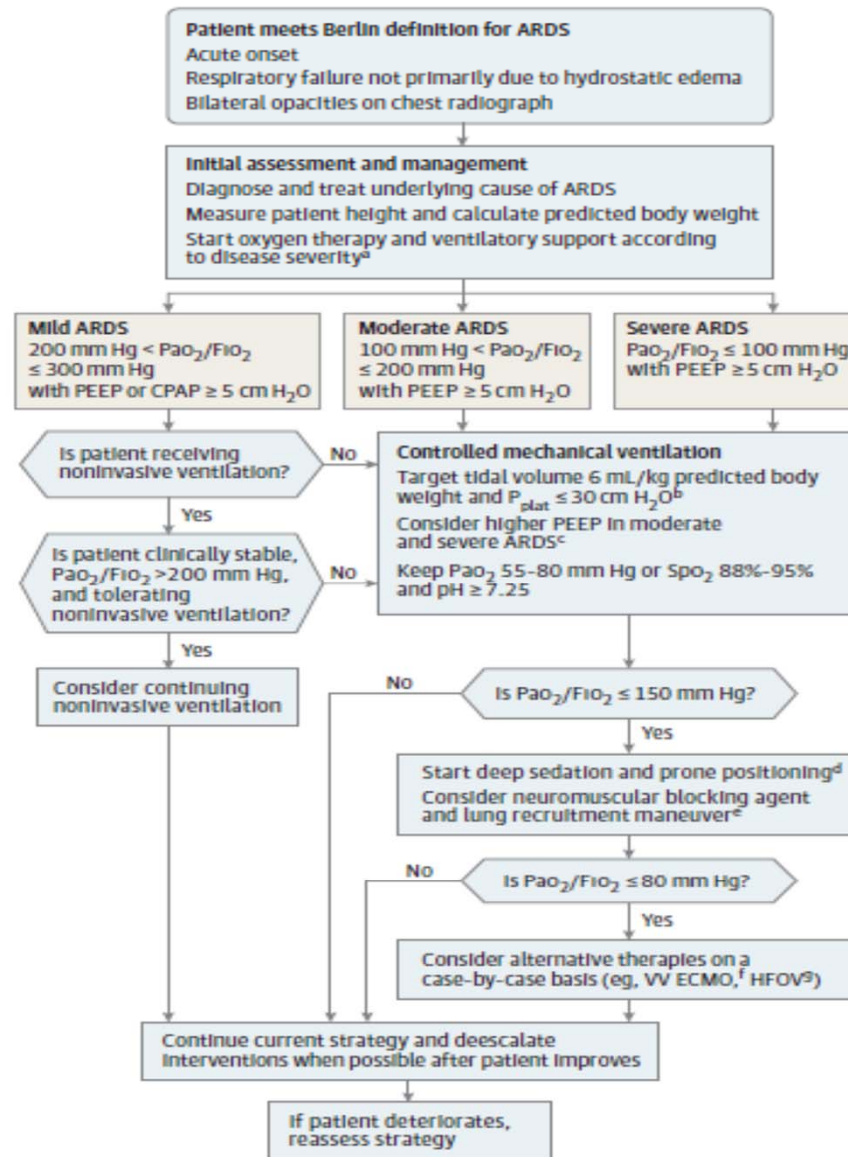 Patient meets Berlin definition for ARDS
Acute onset
Respiratory failure not primarily due to hydrostatic edema
Bilateral opacities on chest radiograph
Initial assessment and management
Diagnose and treat underlying cause of ARDS
Measure patient height and calculate predicted body weight
Start oxygen therapy and ventilatory support according
to disease severityᵃ
Mild ARDS
200 mm Hg < Pao₂/Fio₂
≤ 300 mm Hg
with PEEP or CPAP ≥ 5 cm H₂O
Moderate ARDS
100 mm Hg < Pao₂/Fio₂
≤ 200 mm Hg
with PEEP ≥ 5 cm H₂O
Severe ARDS
Pao₂/Fio₂ ≤ 100 mm Hg
with PEEP ≥ 5 cm H₂O
Is patient receiving
noninvasive ventilation?
No
Yes
Controlled mechanical ventilation
Target tidal volume 6 mL/kg predicted body
weight and Pplat ≤ 30 cm H₂Oᵇ
Consider higher PEEP in moderate
and severe ARDSᶜ
Keep Pao₂ 55-80 mm Hg or Spo₂ 88%-95%
and pH ≥ 7.25
Is patient clinically stable,
Pao₂/Fio₂ >200 mm Hg,
and tolerating
noninvasive ventilation?
No
Yes
Consider continuing
noninvasive ventilation
No
Is Pao₂/Fio₂ ≤ 150 mm Hg?
Yes
Start deep sedation and prone positioningᵈ
Consider neuromuscular blocking agent
and lung recruitment maneuverᵉ
No
Is Pao₂/Fio₂ ≤ 80 mm Hg?
Yes
Consider alternative therapies on a
case-by-case basis (eg, VV ECMO,ᶠ HFOVᵍ)
Continue current strategy and deescalate
interventions when possible after patient improves
If patient deteriorates,
reassess strategy